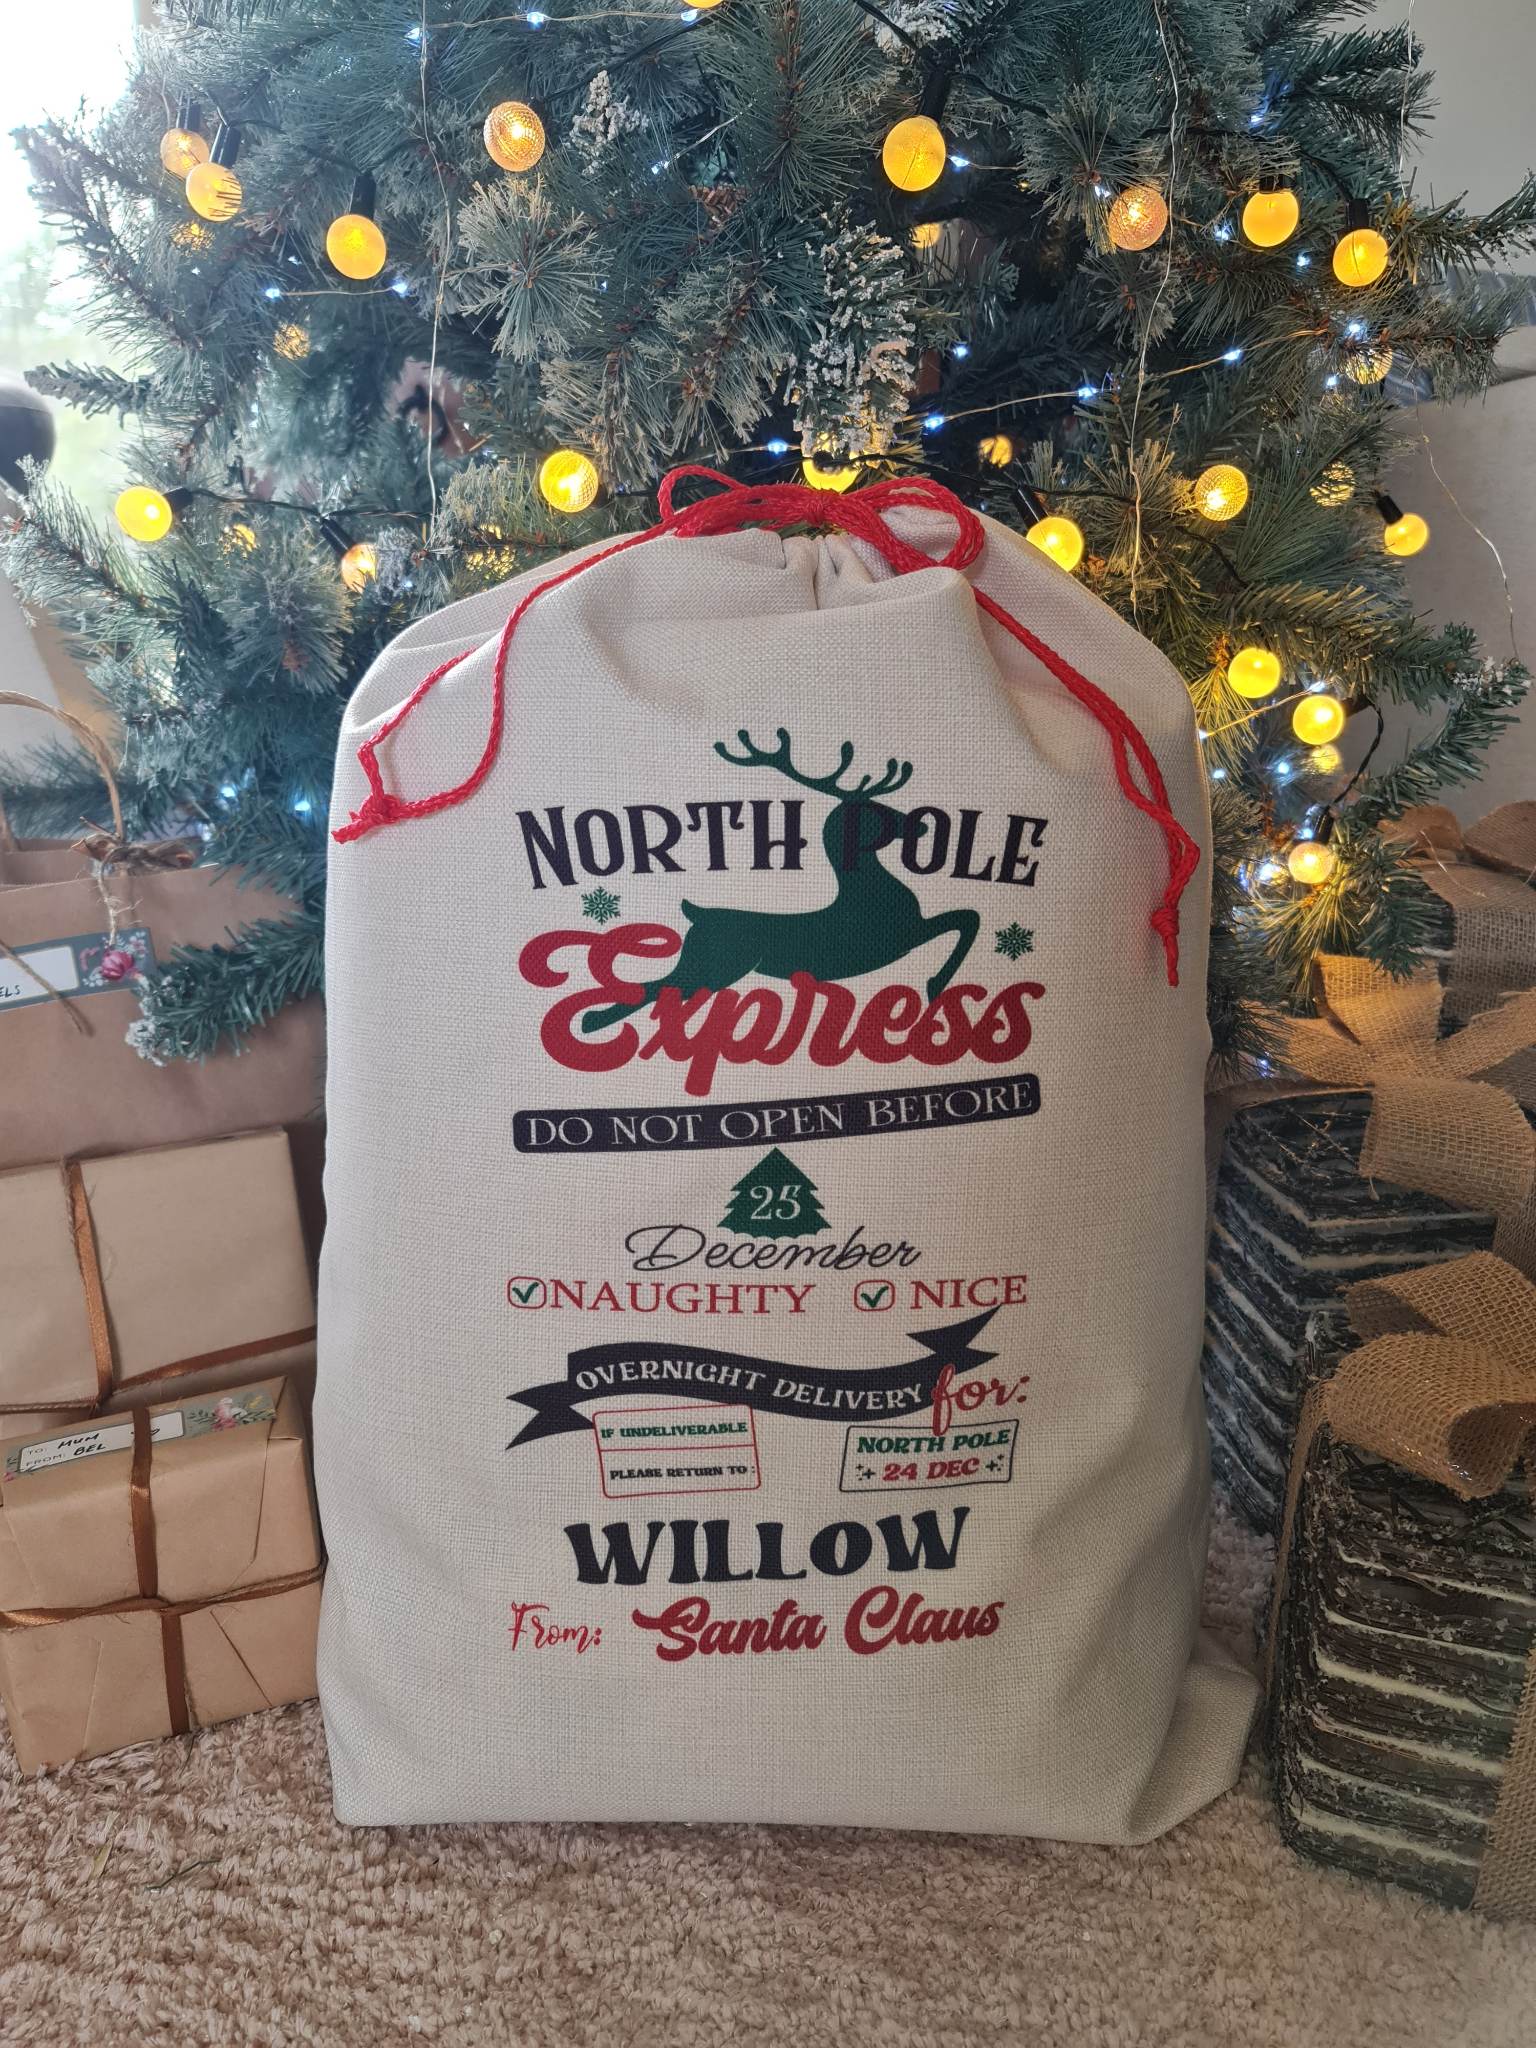 NORTH POLE
Express
DO NOT OPEN BEFORE
25
December
NAUGHTY NICE
OVERNIGHT DELIVERY for:
IF UNDELIVERABLE
PLEASE RETURN TO:
NORTH POLE
24 DEC
WILLOW
From: Santa Claus
TO: MUM
FROM: BEL